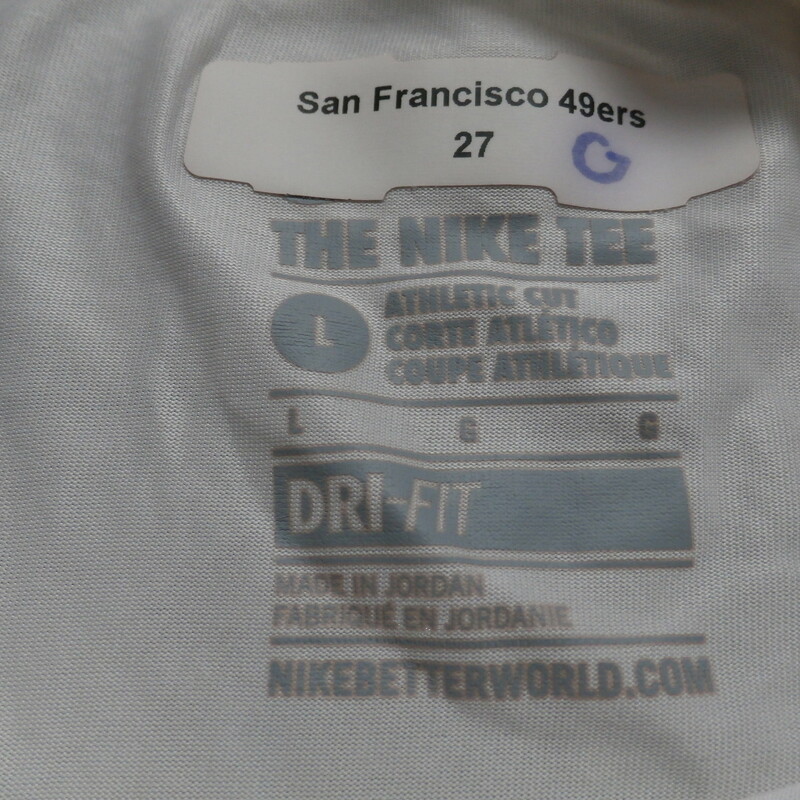 San Francisco 49ers
27 G
THE NIKE TEE
L
ATHLETIC CUT
CORTE ATLÉTICO
COUPE ATHLÉTIQUE
L G G
DRI-FIT
MADE IN JORDAN
FABRIQUÉ EN JORDANIE
NIKEBETTERWORLD.COM